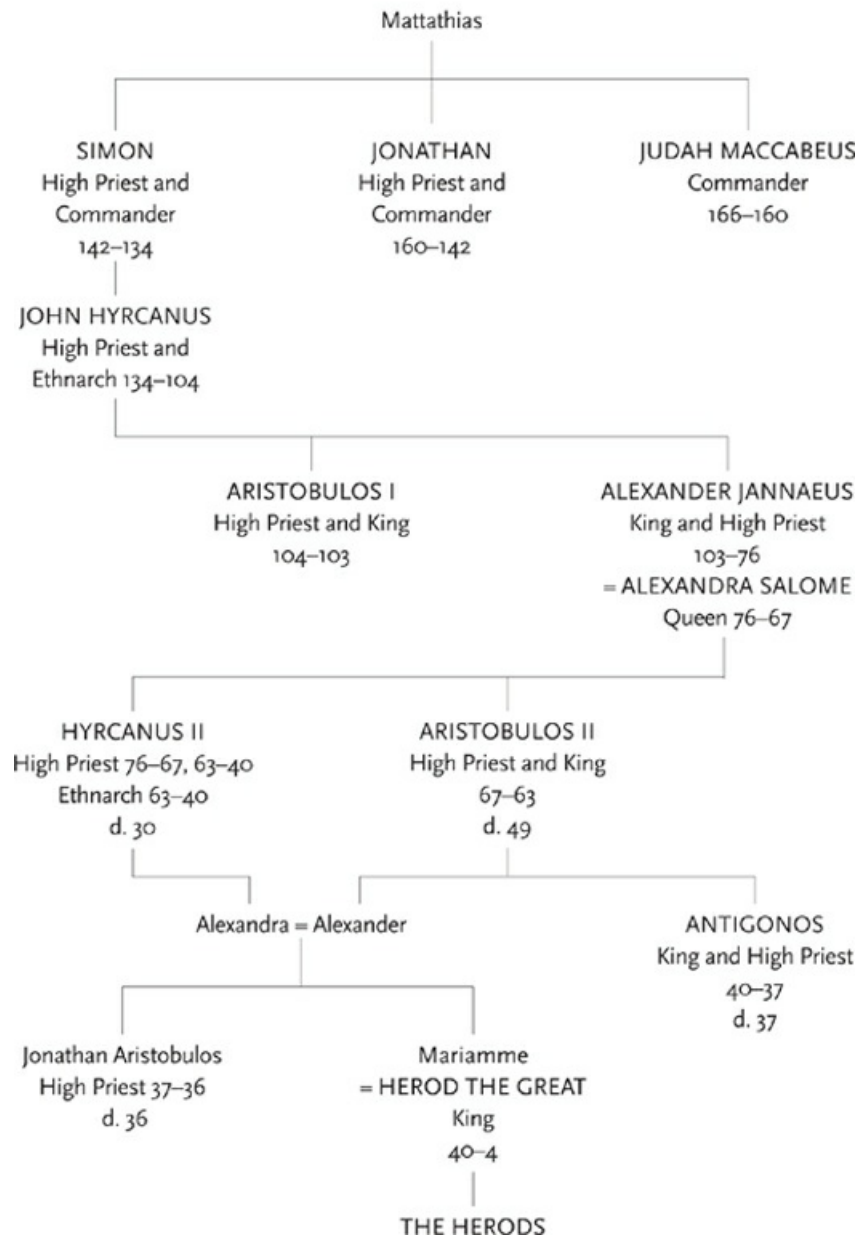 Mattathias
SIMON
High Priest and
Commander
142–134
JONATHAN
High Priest and
Commander
160–142
JUDAH MACCABEUS
Commander
166–160
JOHN HYRCANUS
High Priest and
Ethnarch 134–104
ARISTOBULOS I
High Priest and King
104–103
ALEXANDER JANNAEUS
King and High Priest
103–76
= ALEXANDRA SALOME
Queen 76–67
HYRCANUS II
High Priest 76–67, 63–40
Ethnarch 63–40
d. 30
ARISTOBULOS II
High Priest and King
67–63
d. 49
Alexandra = Alexander
ANTIGONOS
King and High Priest
40–37
d. 37
Jonathan Aristobulos
High Priest 37–36
d. 36
Mariamme
= HEROD THE GREAT
King
40–4
THE HERODS